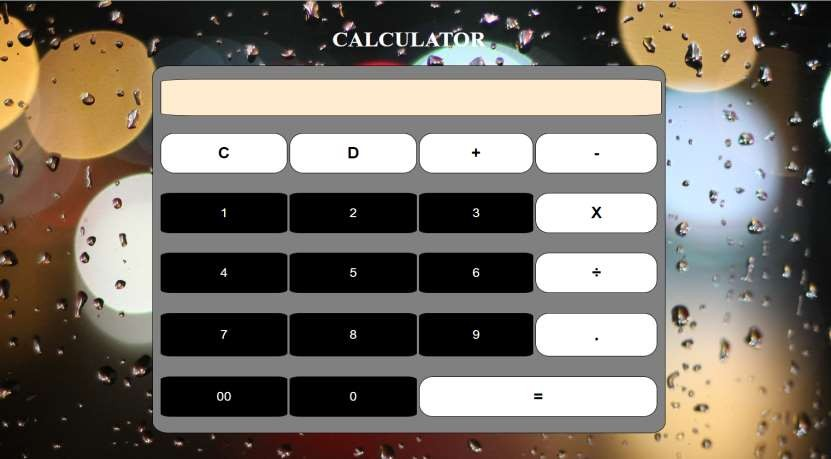 CALCULATOR
C D + -
1 2 3 X
4 5 6 ÷
7 8 9 .
00 0 =